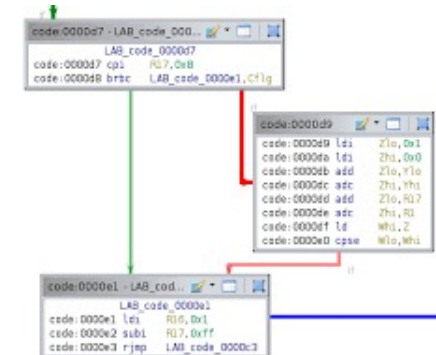 code:0000d7 - LAB_code_000...
LAB_code_0000d7
code:0000d7 cpi R17,0x8
code:0000d8 brbc LAB_code_0000e1,Cflg
code:0000d9
code:0000d9 ldi Zlo,0x1
code:0000da ldi Zhi,0x0
code:0000db add Zlo,Ylo
code:0000dc adc Zhi,Yhi
code:0000dd add Zlo,R17
code:0000de adc Zhi,R1
code:0000df ld Whi,Z
code:0000e0 cpse Wlo,Whi
code:0000e1 - LAB_cod...
LAB_code_0000e1
code:0000e1 ldi R16,0x1
code:0000e2 subi R17,0xff
code:0000e3 rjmp LAB_code_0000c3